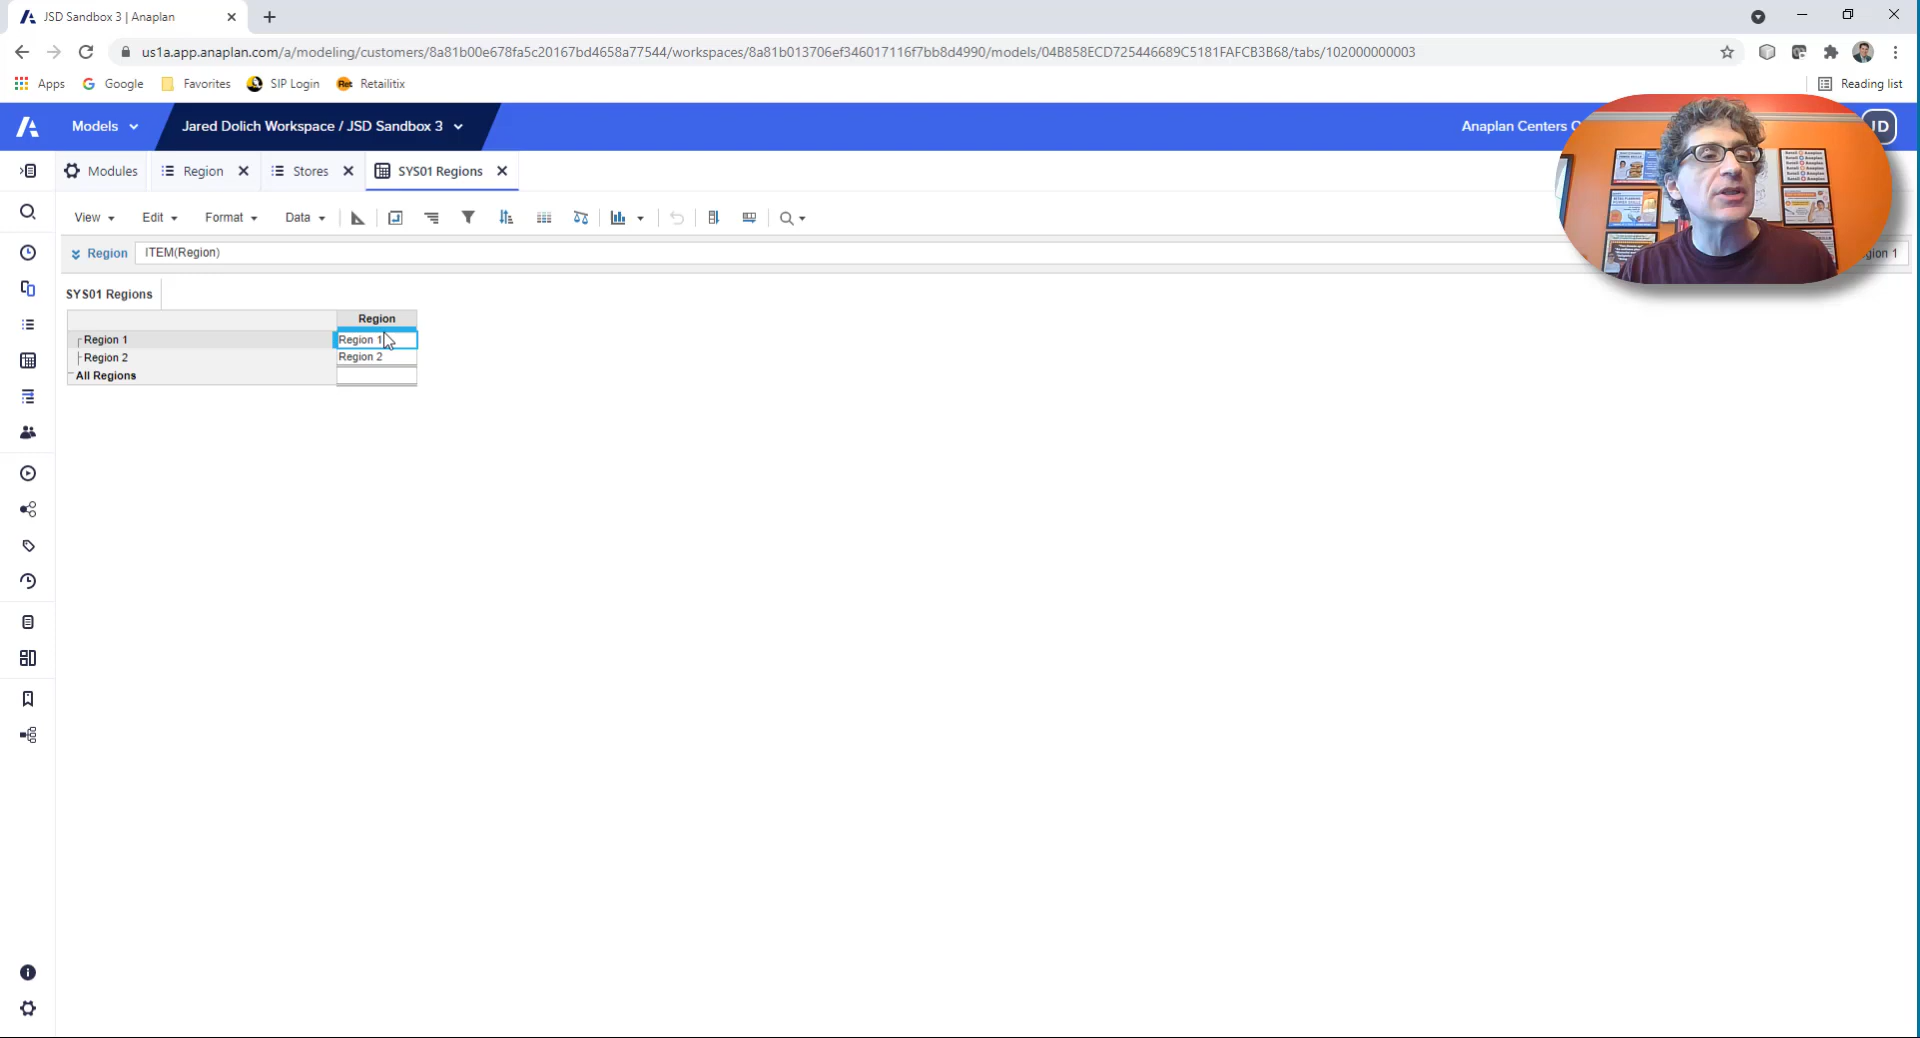 JSD Sandbox 3 | Anaplan
us1a.app.anaplan.com/a/modeling/customers/8a81b00e678fa5c20167bd4658a77544/workspaces/8a81b013706ef346017116f7bb8d4990/models/04B858ECD725446689C5181FAFCB3B68/tabs/102000000003
Apps Google Favorites SIP Login Ret Retailitix Reading list
Models Jared Dolich Workspace / JSD Sandbox 3 Anaplan Centers JD
Modules Region Stores SYS01 Regions
View Edit Format Data
Region ITEM(Region) gion 1
SYS01 Regions
Region
Region 1 Region 1
Region 2 Region 2
All Regions